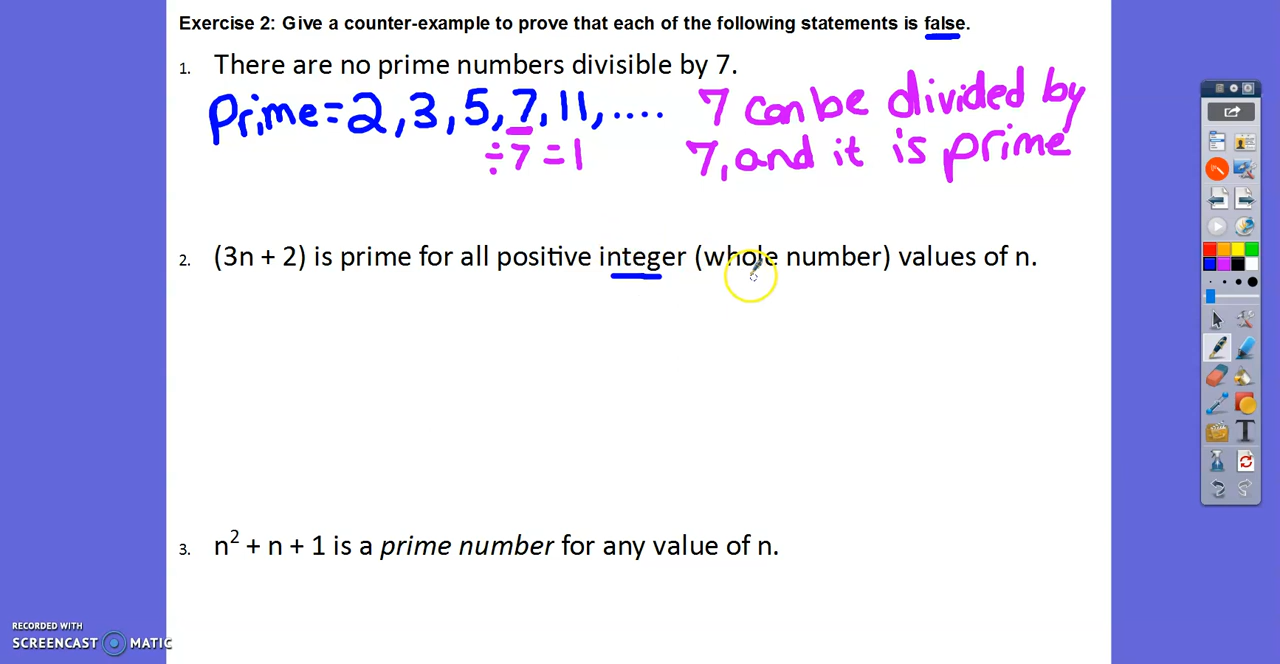 Exercise 2: Give a counter-example to prove that each of the following statements is false.
1. There are no prime numbers divisible by 7.
Prime = 2, 3, 5, 7, 11, ....
÷ 7 = 1
7 can be divided by
7, and it is prime
2. (3n + 2) is prime for all positive integer (whole number) values of n.
3. n² + n + 1 is a prime number for any value of n.
RECORDED WITH
SCREENCAST MATIC
T